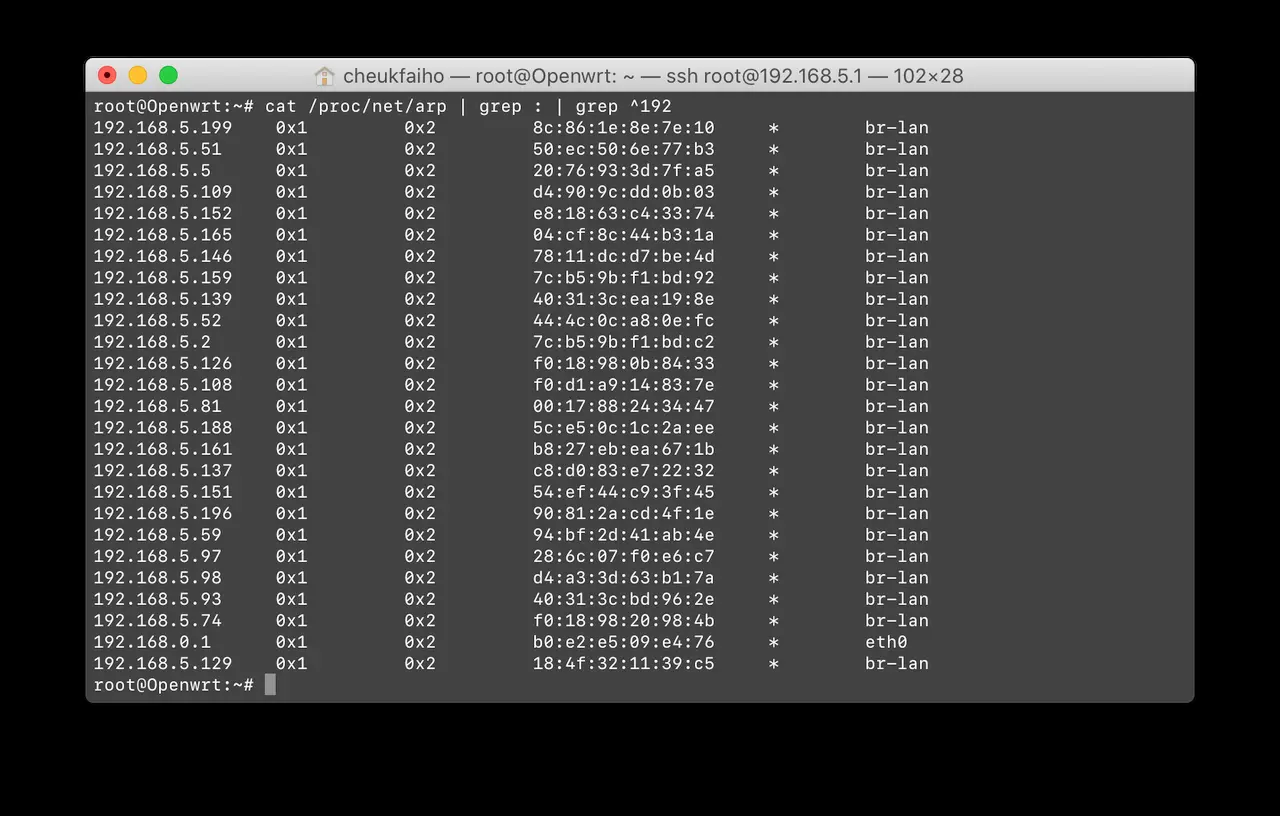 cheukfaiho — root@Openwrt: ~ — ssh root@192.168.5.1 — 102×28
root@Openwrt:~# cat /proc/net/arp | grep : | grep ^192
192.168.5.199    0x1         0x2         8c:86:1e:8e:7e:10     *        br-lan
192.168.5.51     0x1         0x2         50:ec:50:6e:77:b3     *        br-lan
192.168.5.5      0x1         0x2         20:76:93:3d:7f:a5     *        br-lan
192.168.5.109    0x1         0x2         d4:90:9c:dd:0b:03     *        br-lan
192.168.5.152    0x1         0x2         e8:18:63:c4:33:74     *        br-lan
192.168.5.165    0x1         0x2         04:cf:8c:44:b3:1a     *        br-lan
192.168.5.146    0x1         0x2         78:11:dc:d7:be:4d     *        br-lan
192.168.5.159    0x1         0x2         7c:b5:9b:f1:bd:92     *        br-lan
192.168.5.139    0x1         0x2         40:31:3c:ea:19:8e     *        br-lan
192.168.5.52     0x1         0x2         44:4c:0c:a8:0e:fc     *        br-lan
192.168.5.2      0x1         0x2         7c:b5:9b:f1:bd:c2     *        br-lan
192.168.5.126    0x1         0x2         f0:18:98:0b:84:33     *        br-lan
192.168.5.108    0x1         0x2         f0:d1:a9:14:83:7e     *        br-lan
192.168.5.81     0x1         0x2         00:17:88:24:34:47     *        br-lan
192.168.5.188    0x1         0x2         5c:e5:0c:1c:2a:ee     *        br-lan
192.168.5.161    0x1         0x2         b8:27:eb:ea:67:1b     *        br-lan
192.168.5.137    0x1         0x2         c8:d0:83:e7:22:32     *        br-lan
192.168.5.151    0x1         0x2         54:ef:44:c9:3f:45     *        br-lan
192.168.5.196    0x1         0x2         90:81:2a:cd:4f:1e     *        br-lan
192.168.5.59     0x1         0x2         94:bf:2d:41:ab:4e     *        br-lan
192.168.5.97     0x1         0x2         28:6c:07:f0:e6:c7     *        br-lan
192.168.5.98     0x1         0x2         d4:a3:3d:63:b1:7a     *        br-lan
192.168.5.93     0x1         0x2         40:31:3c:bd:96:2e     *        br-lan
192.168.5.74     0x1         0x2         f0:18:98:20:98:4b     *        br-lan
192.168.0.1      0x1         0x2         b0:e2:e5:09:e4:76     *        eth0
192.168.5.129    0x1         0x2         18:4f:32:11:39:c5     *        br-lan
root@Openwrt:~#